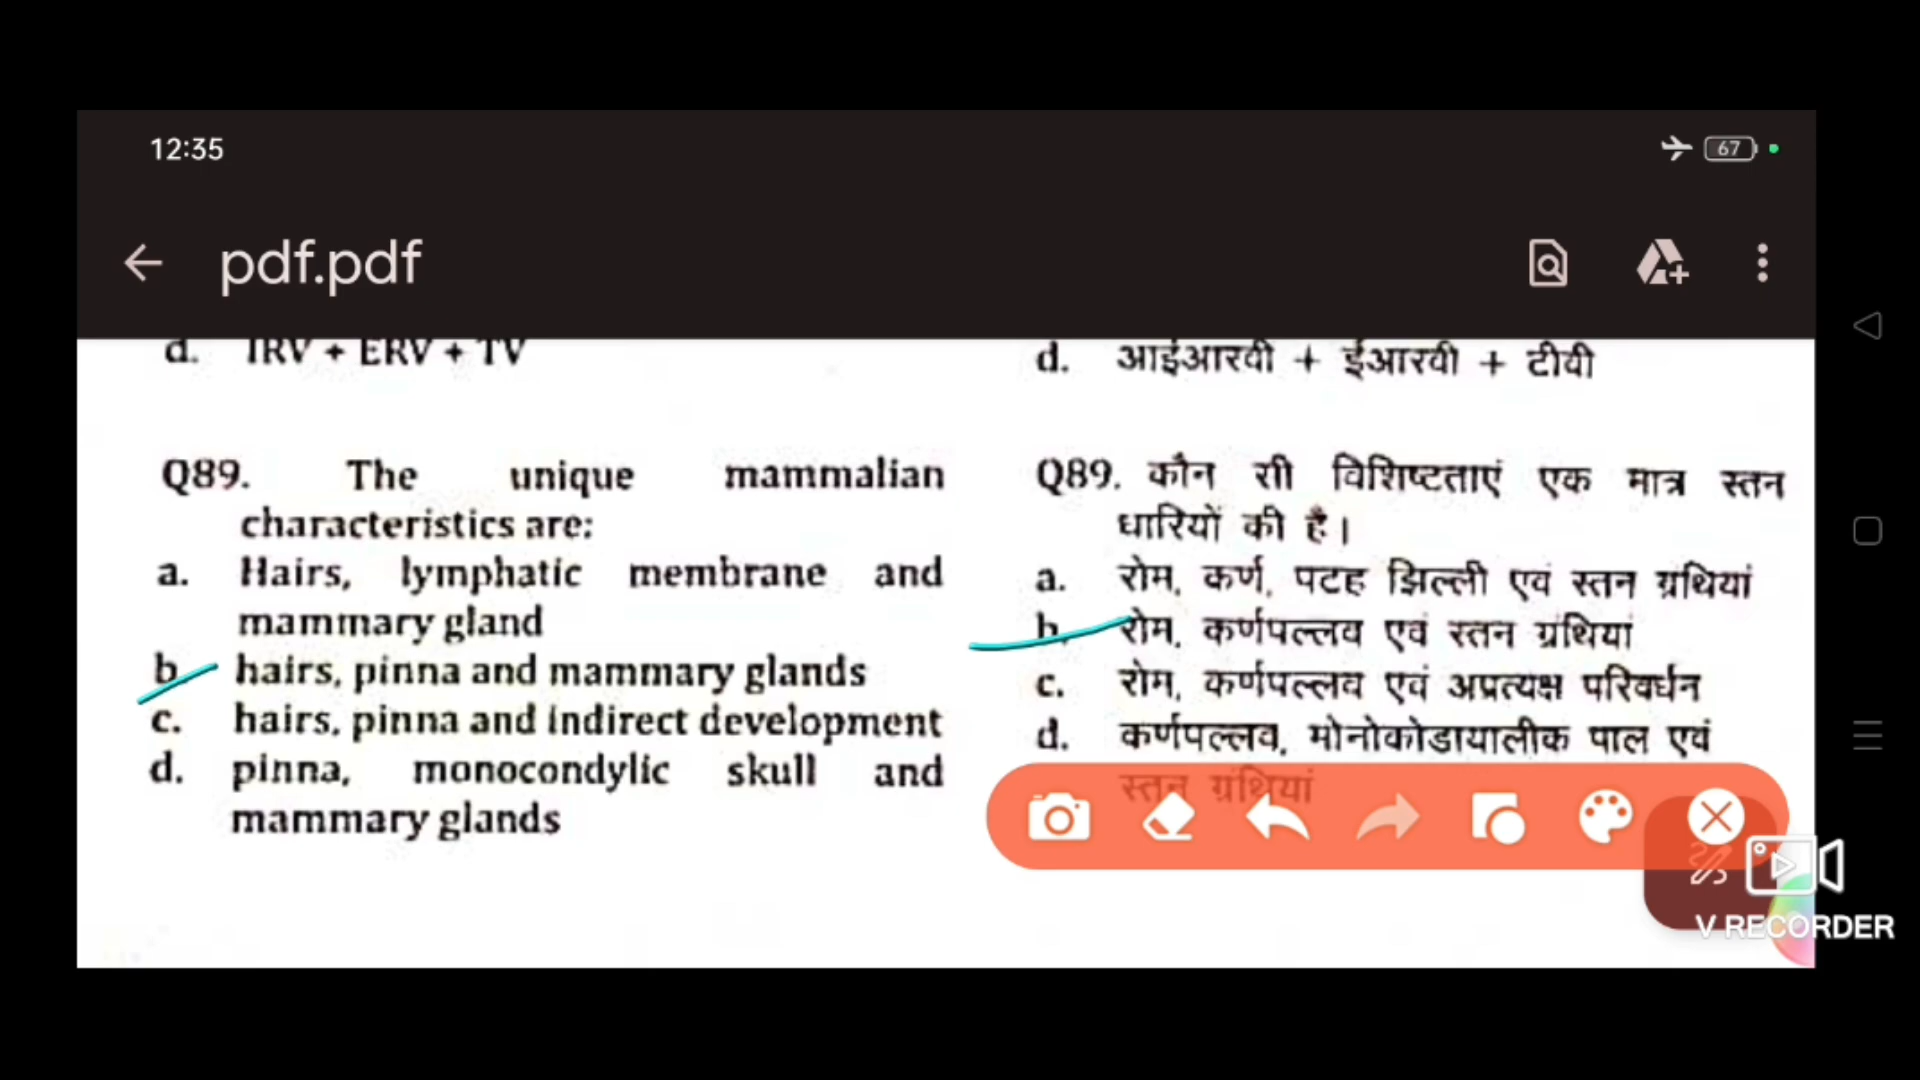 12:35
67
pdf.pdf
d. IRV + ERV + TV
Q89. The unique mammalian
characteristics are:
a. Hairs, lymphatic membrane and
mammary gland
b. hairs, pinna and mammary glands
c. hairs, pinna and indirect development
d. pinna, monocondylic skull and
mammary glands
d. आईआरवी + ईआरवी + टीवी
Q89. कौन सी विशिष्टताएं एक मात्र स्तन
धारियों की है।
a. रोम, कर्ण, पटह झिल्ली एवं स्तन ग्रंथियां
b. रोम, कर्णपल्लव एवं स्तन ग्रंथियां
c. रोम, कर्णपल्लव एवं अप्रत्यक्ष परिवर्धन
d. कर्णपल्लव, मोनोकोडायालीक पाल एवं
स्तन ग्रंथियां
V RECORDER